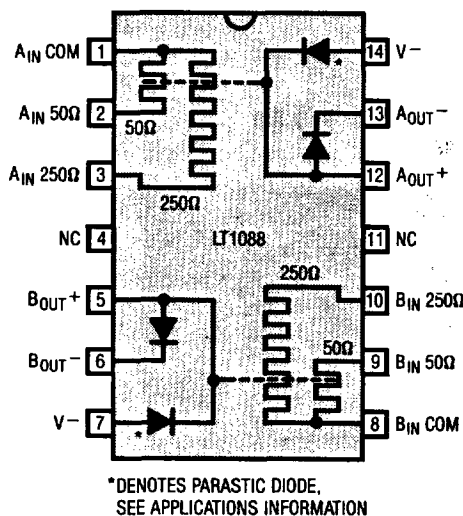 A_IN COM 1
14 V−
A_IN 50Ω 2
50Ω
13 A_OUT−
*
A_IN 250Ω 3
250Ω
12 A_OUT+
NC 4
LT1088
11 NC
B_OUT+ 5
250Ω
10 B_IN 250Ω
B_OUT− 6
50Ω
9 B_IN 50Ω
V− 7
*
8 B_IN COM
*DENOTES PARASTIC DIODE,
SEE APPLICATIONS INFORMATION